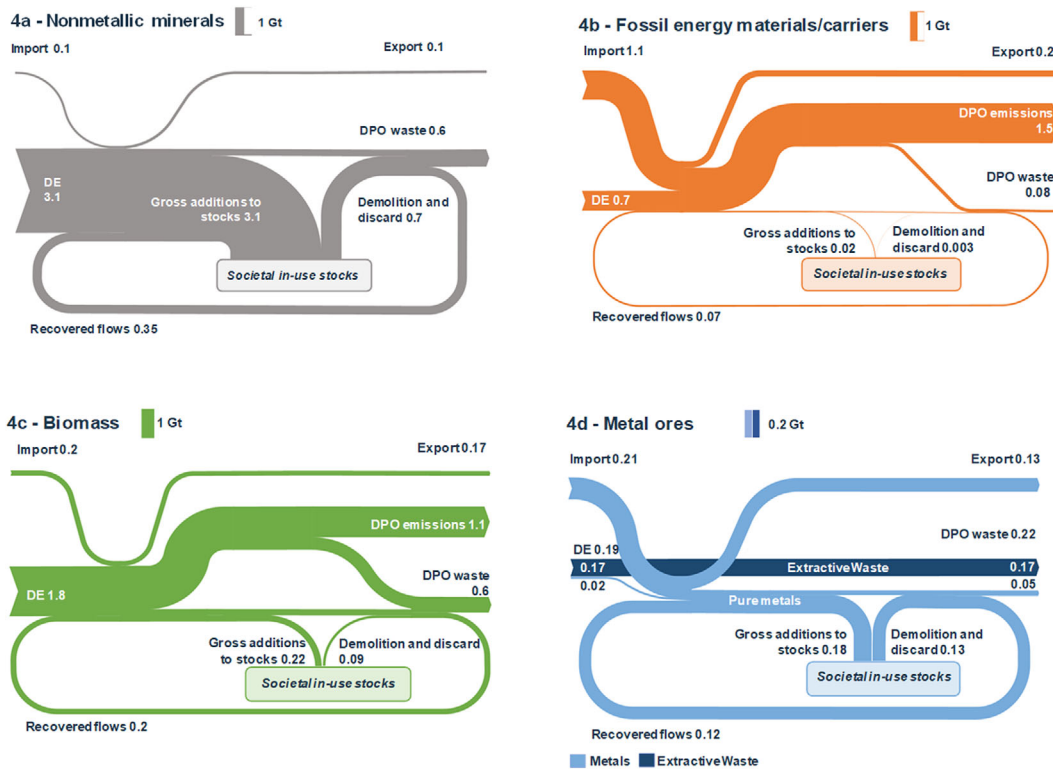 4a - Nonmetallic minerals
1 Gt
Import 0.1
Export 0.1
DPO waste 0.6
DE
3.1
Gross additions to
stocks 3.1
Demolition and
discard 0.7
Societal in-use stocks
Recovered flows 0.35
4b - Fossil energy materials/carriers
1 Gt
Import 1.1
Export 0.2
DPO emissions
1.5
DPO waste
0.08
DE 0.7
Gross additions to
stocks 0.02
Demolition and
discard 0.003
Societal in-use stocks
Recovered flows 0.07
4c - Biomass
1 Gt
Import 0.2
Export 0.17
DPO emissions 1.1
DPO waste
0.6
DE 1.8
Gross additions
to stocks 0.22
Demolition and discard
0.09
Societal in-use stocks
Recovered flows 0.2
4d - Metal ores
0.2 Gt
Import 0.21
Export 0.13
DPO waste 0.22
DE 0.19
0.17
Extractive Waste
0.17
0.02
0.05
Pure metals
Gross additions to
stocks 0.18
Demolition and
discard 0.13
Societal in-use stocks
Recovered flows 0.12
Metals
Extractive Waste